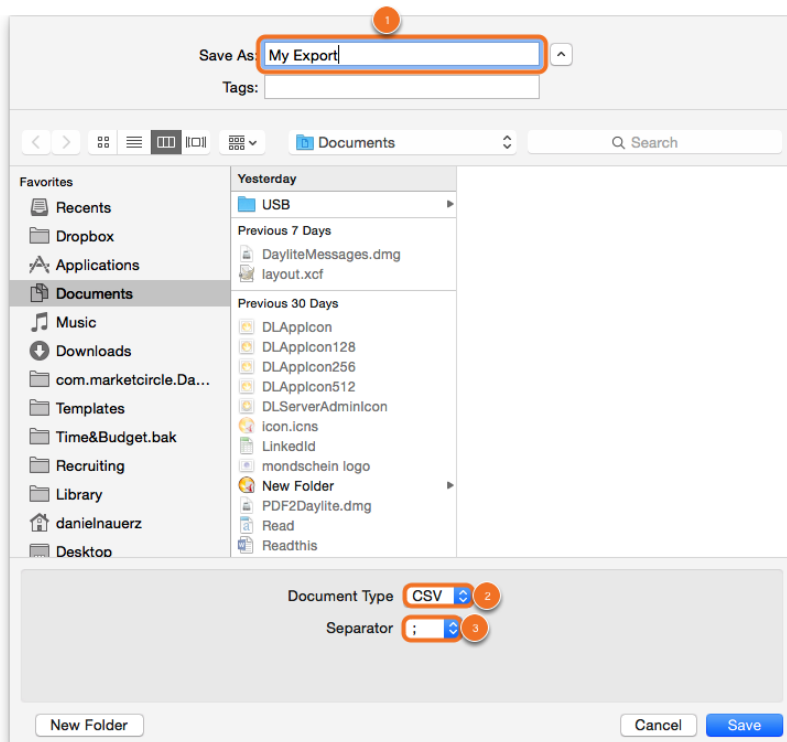 1
Save As: My Export
Tags:
Documents
Search
Favorites
Recents
Dropbox
Applications
Documents
Music
Downloads
com.marketcircle.Da...
Templates
Time&Budget.bak
Recruiting
Library
danielnauerz
Desktop
Yesterday
USB
Previous 7 Days
DayliteMessages.dmg
layout.xcf
Previous 30 Days
DLAppIcon
DLAppIcon128
DLAppIcon256
DLAppIcon512
DLServerAdminIcon
icon.icns
LinkedId
mondschein logo
New Folder
PDF2Daylite.dmg
Read
Readthis
Document Type CSV 2
Separator ; 3
New Folder
Cancel
Save